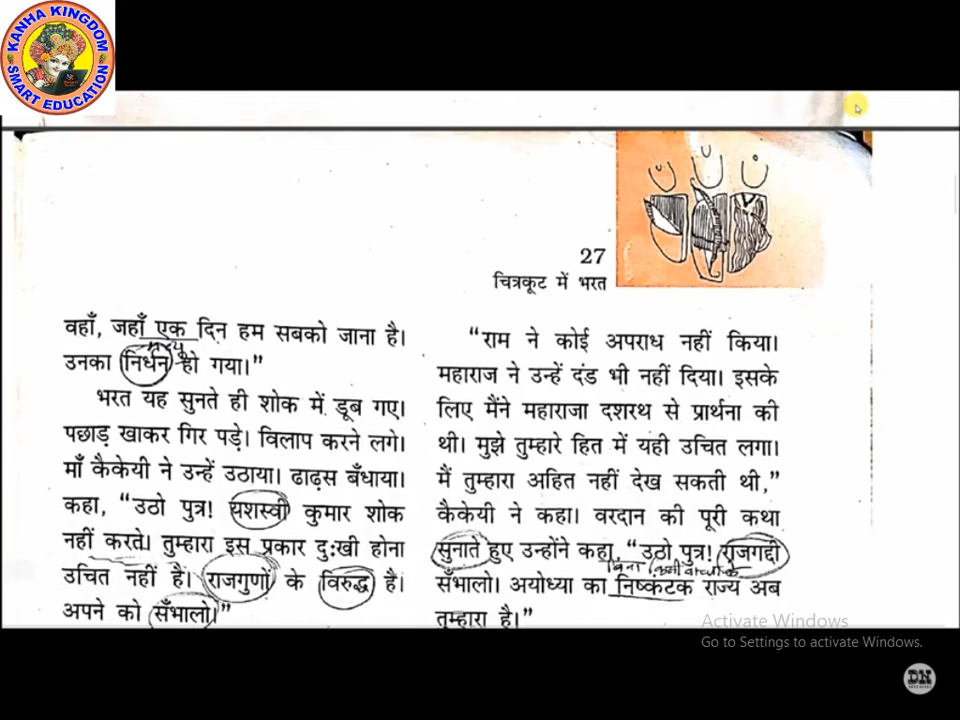 KANHA KINGDOM
SMART EDUCATION
27
चित्रकूट में भरत
वहाँ, जहाँ एक दिन हम सबको जाना है।
मृत्यु
उनका निधन हो गया।”
भरत यह सुनते ही शोक में डूब गए।
पछाड़ खाकर गिर पड़े। विलाप करने लगे।
माँ कैकेयी ने उन्हें उठाया। ढाढ़स बँधाया।
कहा, “उठो पुत्र! यशस्वी कुमार शोक
नहीं करते। तुम्हारा इस प्रकार दुःखी होना
उचित नहीं है। राजगुणों के विरुद्ध है।
अपने को सँभालो।”
“राम ने कोई अपराध नहीं किया।
महाराज ने उन्हें दंड भी नहीं दिया। इसके
लिए मैंने महाराजा दशरथ से प्रार्थना की
थी। मुझे तुम्हारे हित में यही उचित लगा।
मैं तुम्हारा अहित नहीं देख सकती थी,”
कैकेयी ने कहा। वरदान की पूरी कथा
सुनाते हुए उन्होंने कहा, “उठो पुत्र! राजगद्दी
बिना किसी बाधा के
सँभालो। अयोध्या का निष्कंटक राज्य अब
तुम्हारा है।”
Activate Windows
Go to Settings to activate Windows.
DN